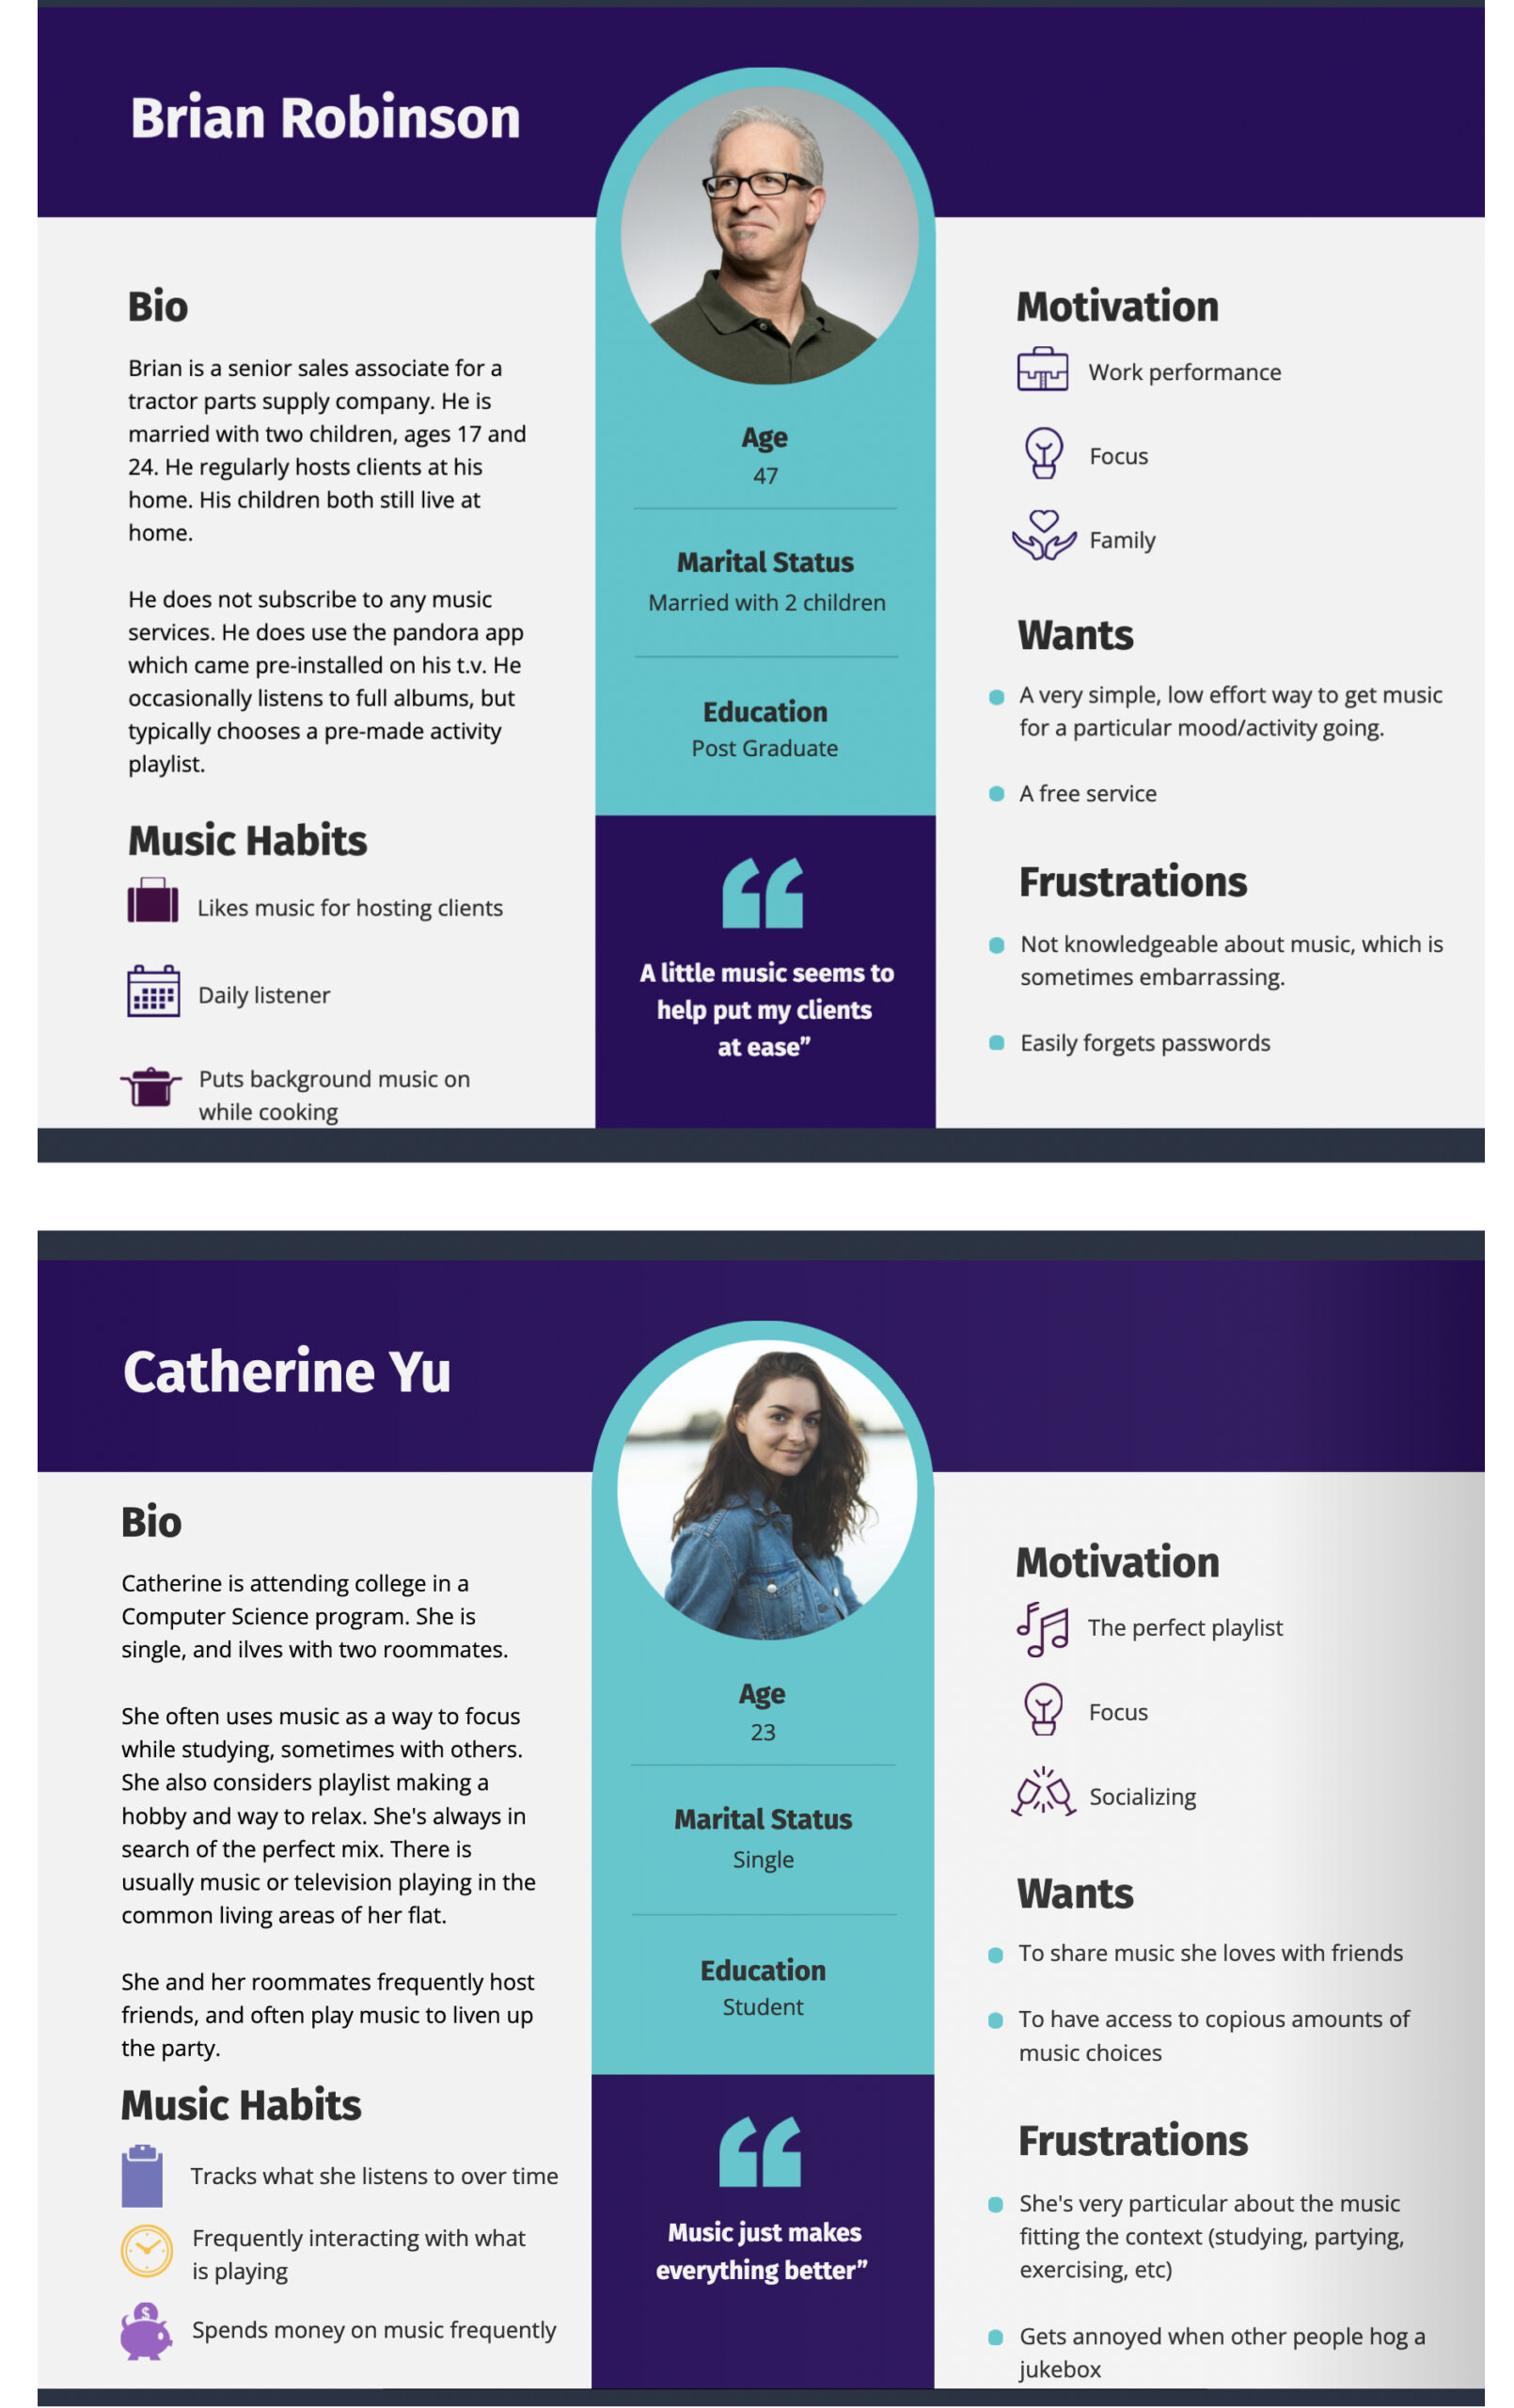 Brian Robinson
Bio
Brian is a senior sales associate for a
tractor parts supply company. He is
married with two children, ages 17 and
24. He regularly hosts clients at his
home. His children both still live at
home.
He does not subscribe to any music
services. He does use the pandora app
which came pre-installed on his t.v. He
occasionally listens to full albums, but
typically chooses a pre-made activity
playlist.
Music Habits
Likes music for hosting clients
Daily listener
Puts background music on
while cooking
Age
47
Marital Status
Married with 2 children
Education
Post Graduate
“
A little music seems to
help put my clients
at ease”
Motivation
Work performance
Focus
Family
Wants
A very simple, low effort way to get music
for a particular mood/activity going.
A free service
Frustrations
Not knowledgeable about music, which is
sometimes embarrassing.
Easily forgets passwords
Catherine Yu
Bio
Catherine is attending college in a
Computer Science program. She is
single, and ilves with two roommates.
She often uses music as a way to focus
while studying, sometimes with others.
She also considers playlist making a
hobby and way to relax. She's always in
search of the perfect mix. There is
usually music or television playing in the
common living areas of her flat.
She and her roommates frequently host
friends, and often play music to liven up
the party.
Music Habits
Tracks what she listens to over time
Frequently interacting with what
is playing
$
Spends money on music frequently
Age
23
Marital Status
Single
Education
Student
“
Music just makes
everything better”
Motivation
The perfect playlist
Focus
Socializing
Wants
To share music she loves with friends
To have access to copious amounts of
music choices
Frustrations
She's very particular about the music
fitting the context (studying, partying,
exercising, etc)
Gets annoyed when other people hog a
jukebox